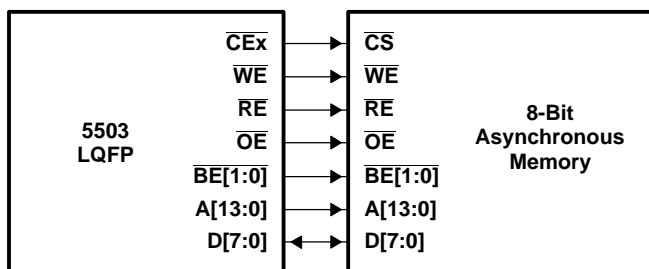 5503
LQFP
CEx
WE
RE
OE
BE[1:0]
A[13:0]
D[7:0]
CS
WE
RE
OE
BE[1:0]
A[13:0]
D[7:0]
8-Bit
Asynchronous
Memory